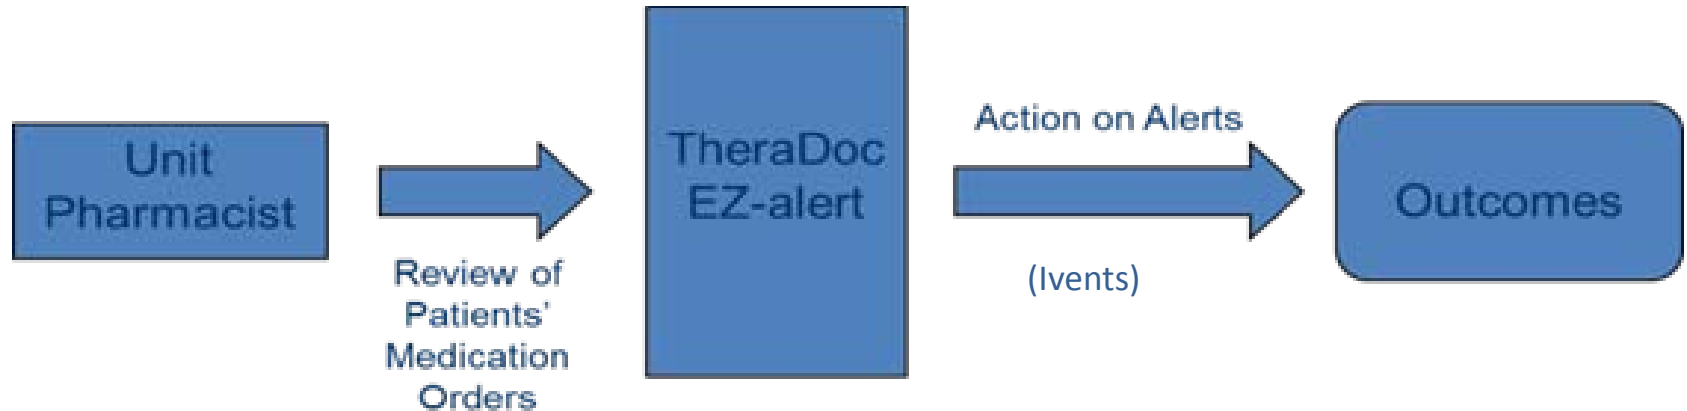 Unit
Pharmacist
Review of
Patients'
Medication
Orders
TheraDoc
EZ-alert
Action on Alerts
(Ivents)
Outcomes